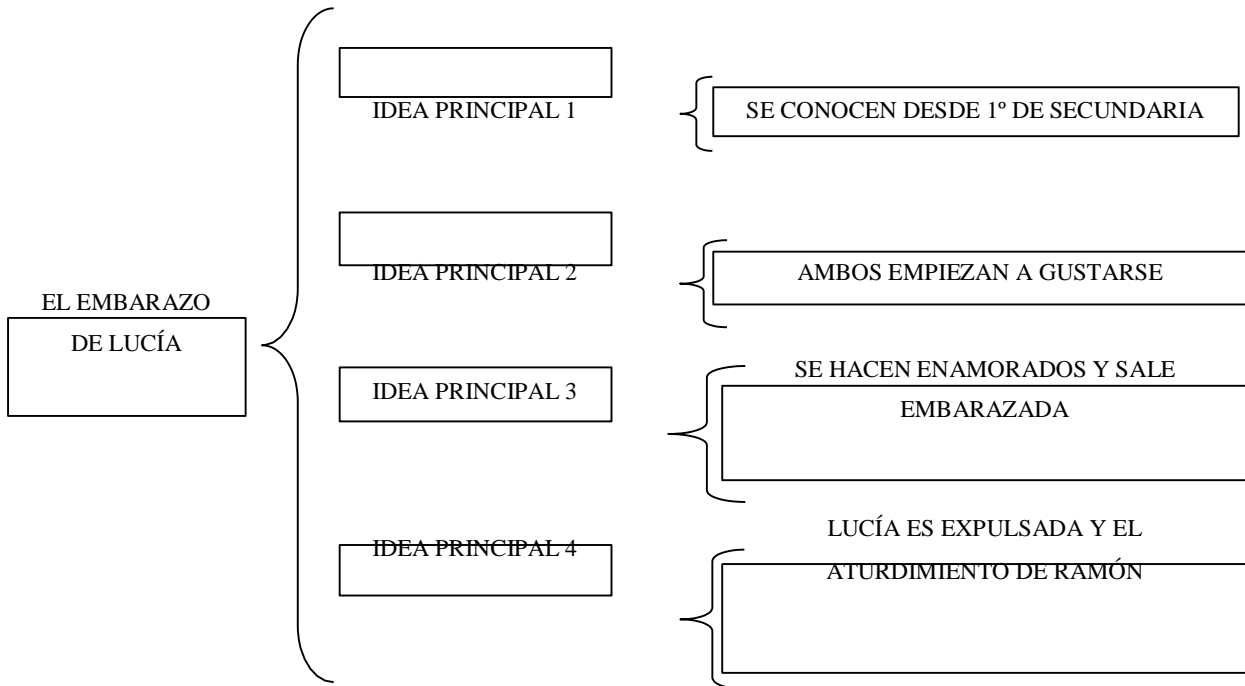 EL EMBARAZO
DE LUCÍA
IDEA PRINCIPAL 1
SE CONOCEN DESDE 1º DE SECUNDARIA
IDEA PRINCIPAL 2
AMBOS EMPIEZAN A GUSTARSE
IDEA PRINCIPAL 3
SE HACEN ENAMORADOS Y SALE
EMBARAZADA
IDEA PRINCIPAL 4
LUCÍA ES EXPULSADA Y EL
ATURDIMIENTO DE RAMÓN